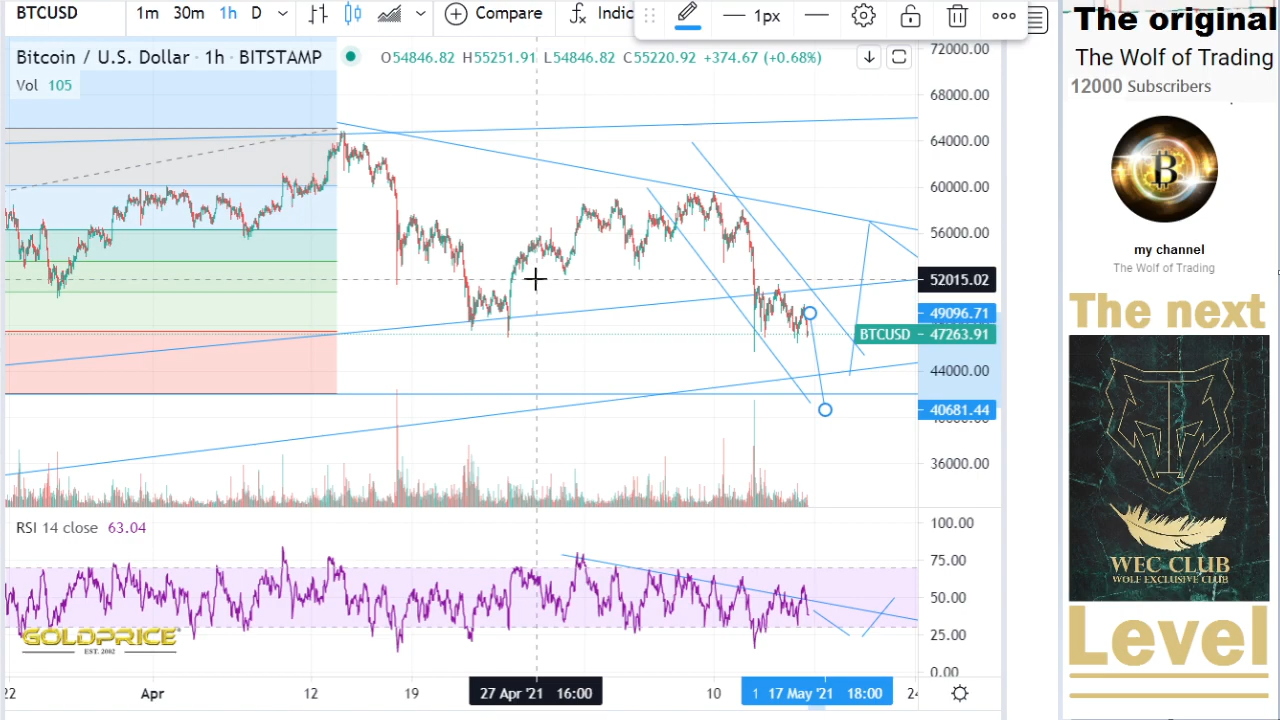 BTCUSD 1m 30m 1h D Compare Indic 1px
Bitcoin / U.S. Dollar · 1h · BITSTAMP O54846.82 H55251.91 L54846.82 C55220.92 +374.67 (+0.68%)
Vol 105
72000.00
68000.00
64000.00
60000.00
56000.00
52015.02
49096.71
BTCUSD 47263.91
44000.00
40681.44
36000.00
RSI 14 close 63.04
100.00
75.00
50.00
25.00
0.00
GOLDPRICE
EST. 2002
22 Apr 12 19 27 Apr '21 16:00 10 1 17 May '21 18:00 24
The original
The Wolf of Trading
12000 Subscribers
B
my channel
The Wolf of Trading
The next
WEC CLUB
WOLF EXCLUSIVE CLUB
Level